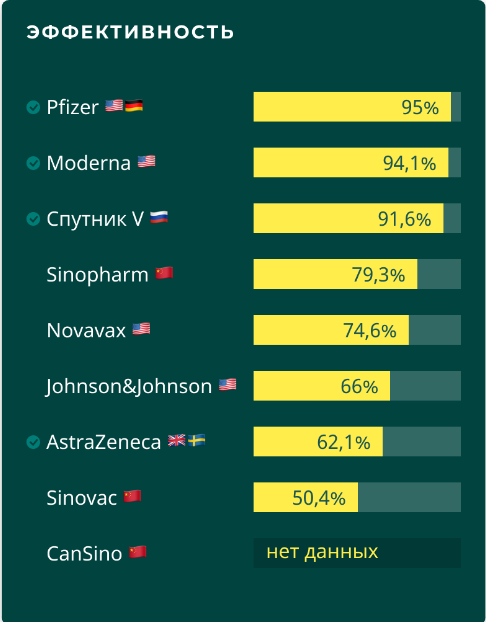 ЭФФЕКТИВНОСТЬ
Pfizer 95%
Moderna 94,1%
Спутник V 91,6%
Sinopharm 79,3%
Novavax 74,6%
Johnson&Johnson 66%
AstraZeneca 62,1%
Sinovac 50,4%
CanSino нет данных